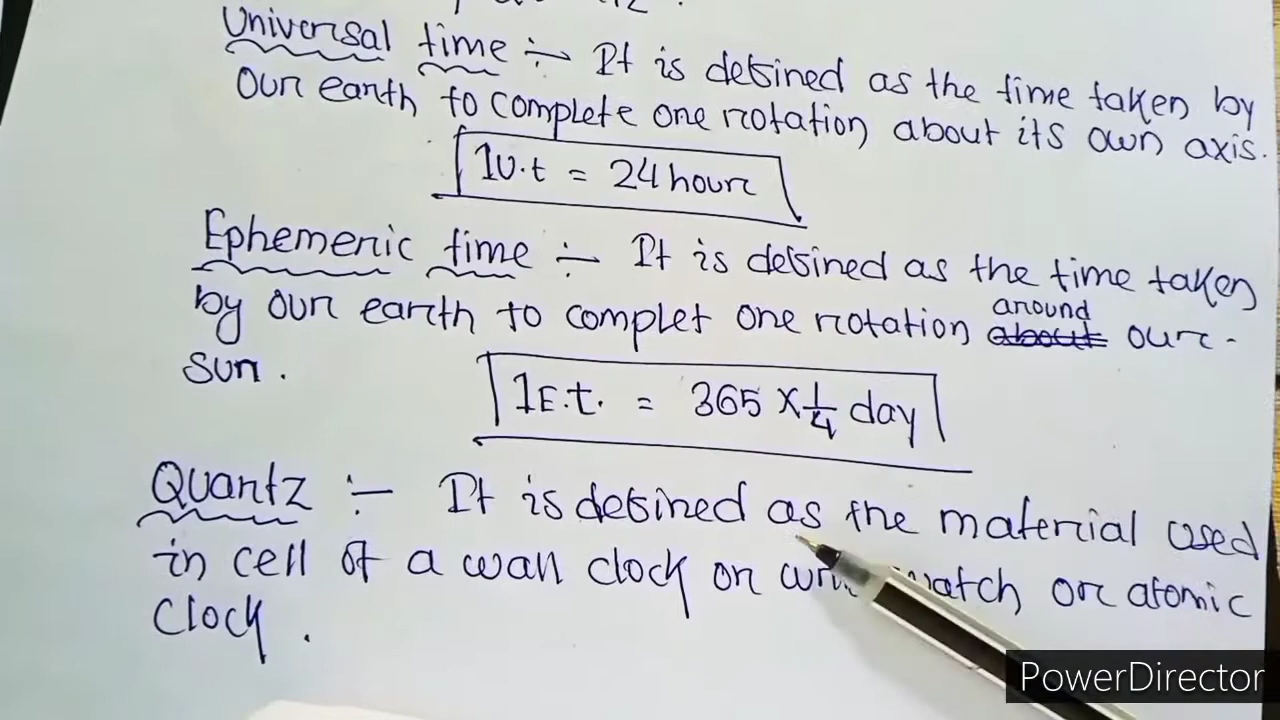 Universal time :- It is defined as the time taken by
our earth to complete one rotation about its own axis.
1U.t = 24 hour
Ephemeric time :- It is defined as the time taken
by our earth to complet one rotation around about our
sun.
1E.t. = 365 × 1/4 day
Quartz :- It is defined as the material used
in cell of a wall clock or watch or atomic
clock.
PowerDirector